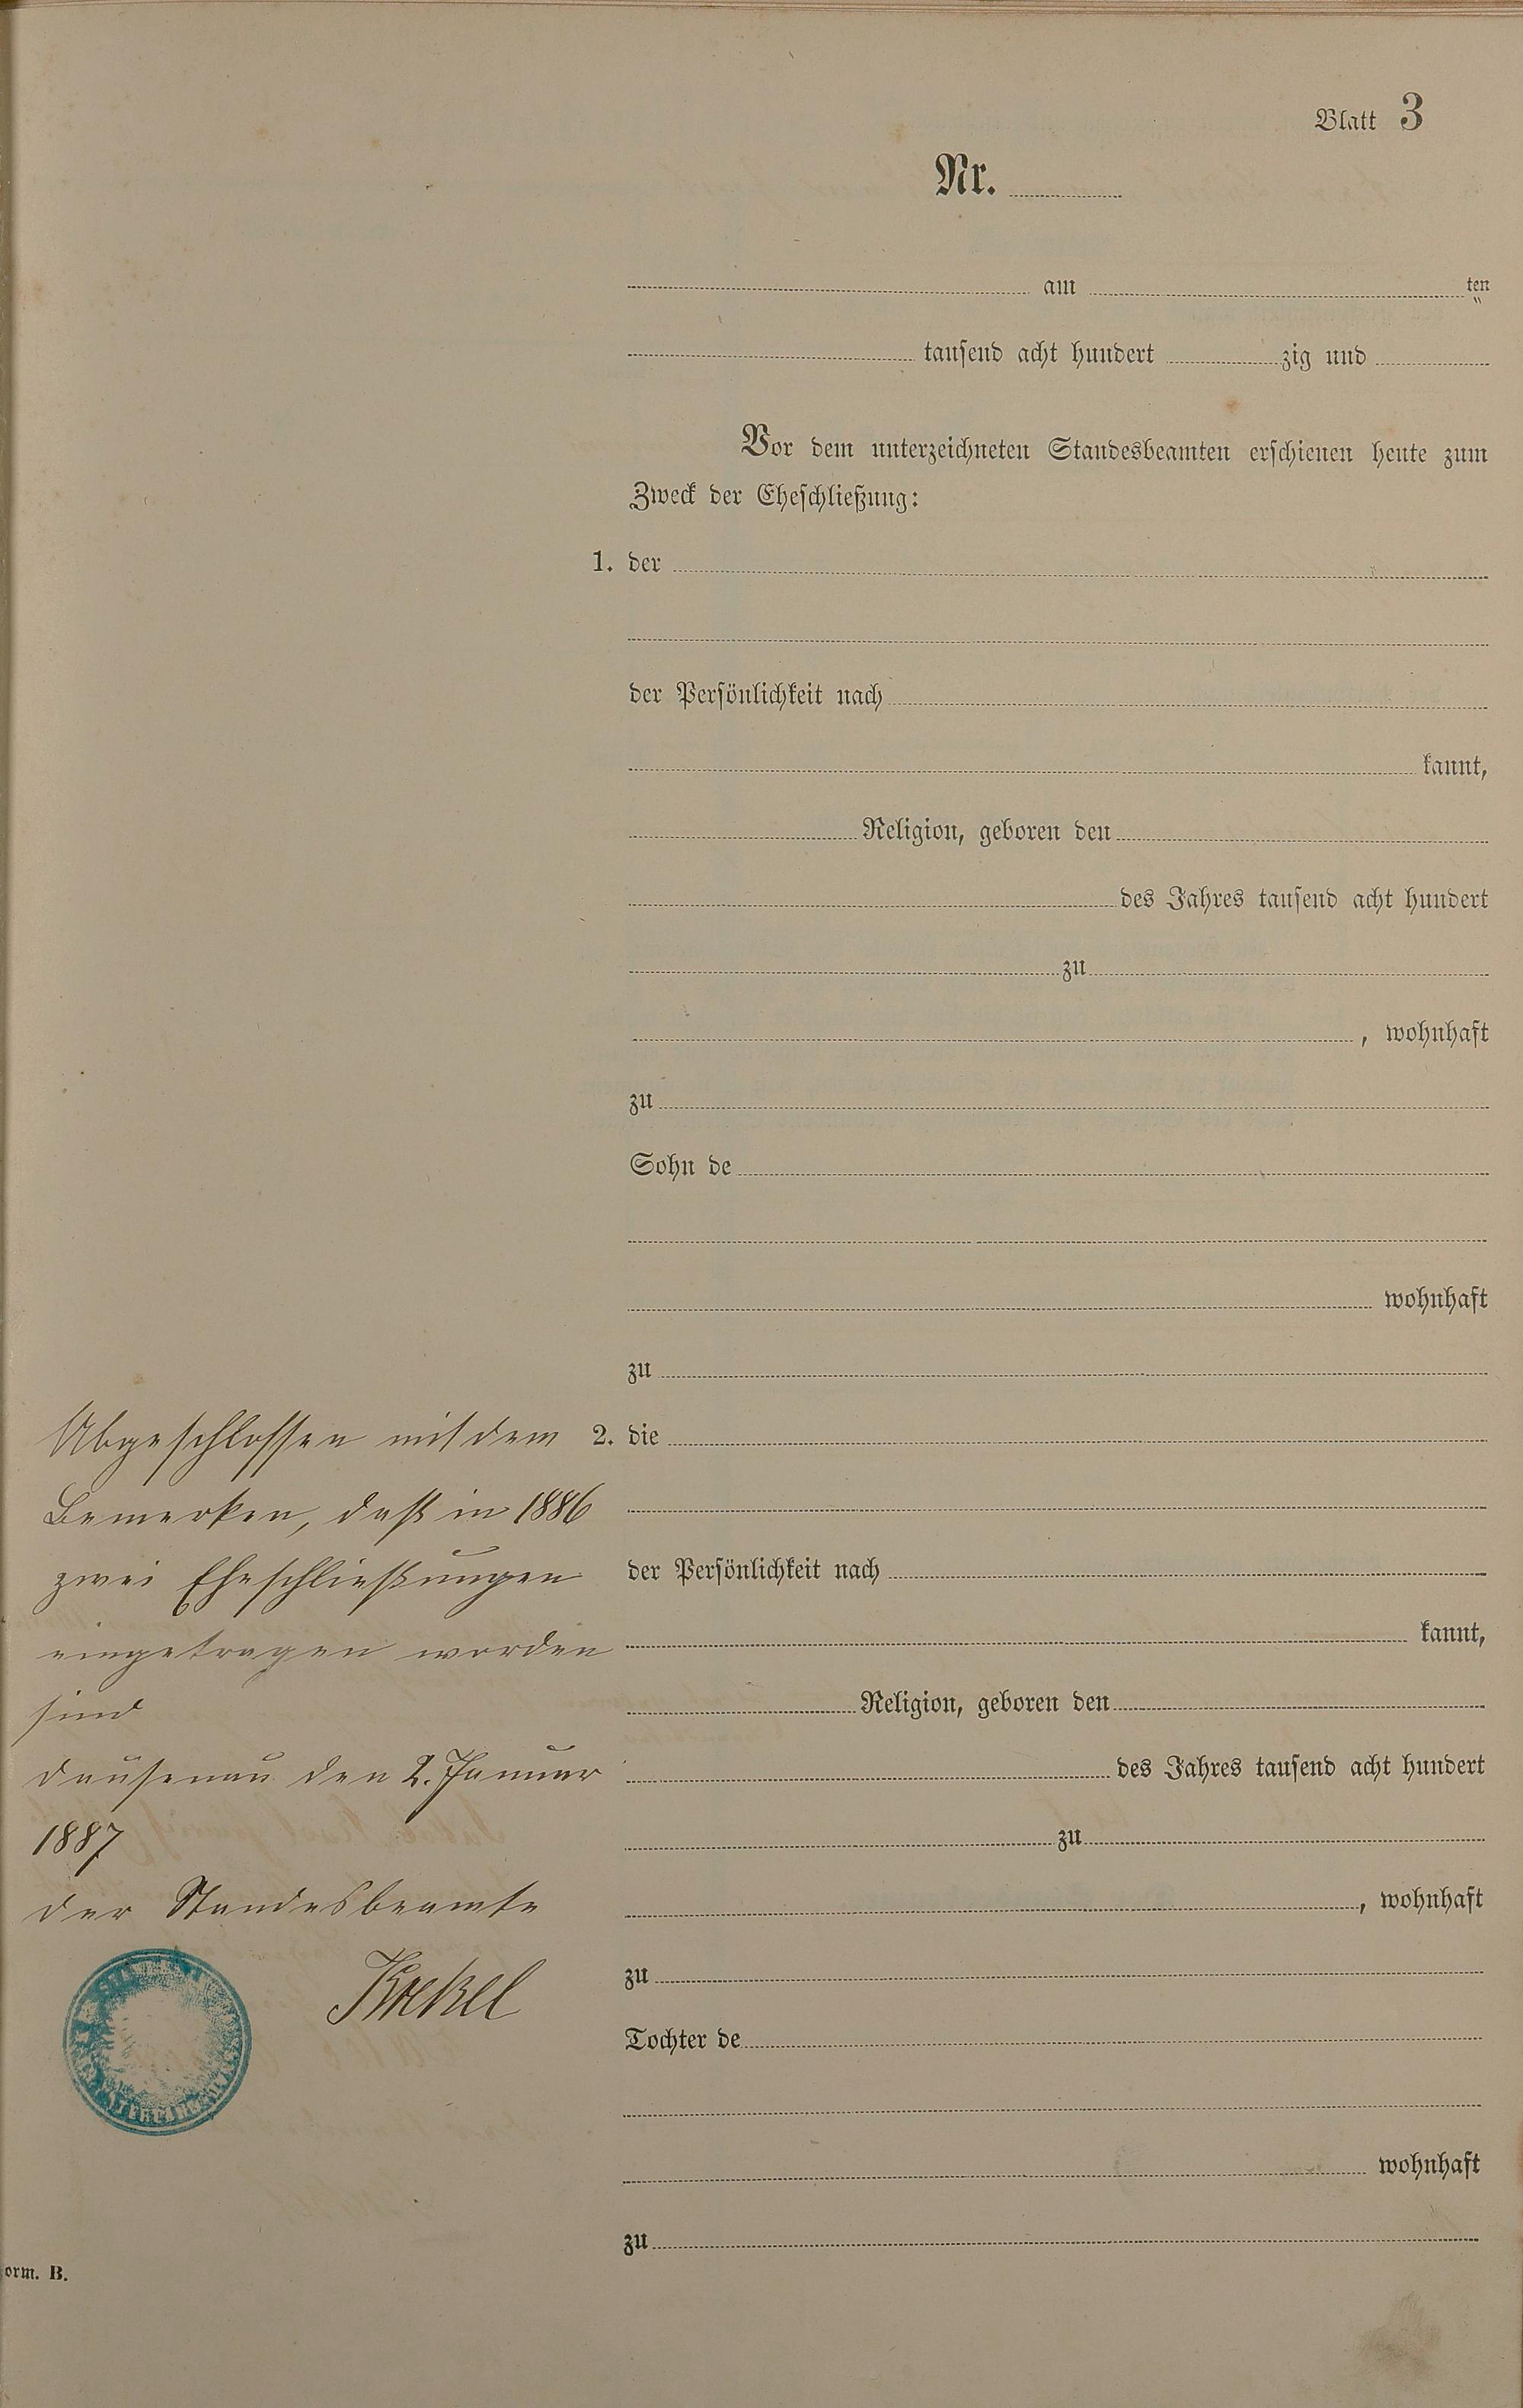 Blatt 3
Nr.
am ten
tausend acht hundert zig und
Vor dem unterzeichneten Standesbeamten erschienen heute zum
Zweck der Eheschließung:
1. der
der Persönlichkeit nach
kannt,
Religion, geboren den
des Jahres tausend acht hundert
zu
, wohnhaft
zu
Sohn de
wohnhaft
zu
2. die
der Persönlichkeit nach
kannt,
Religion, geboren den
des Jahres tausend acht hundert
zu
, wohnhaft
zu
Tochter de
wohnhaft
zu
Abgeschlossen mit dem
Bemerken, daß in 1886
zwei Eheschließungen
eingetragen worden
sind
Dausenau den 2. Januar
1887
Der Standesbeamte
orm. B.